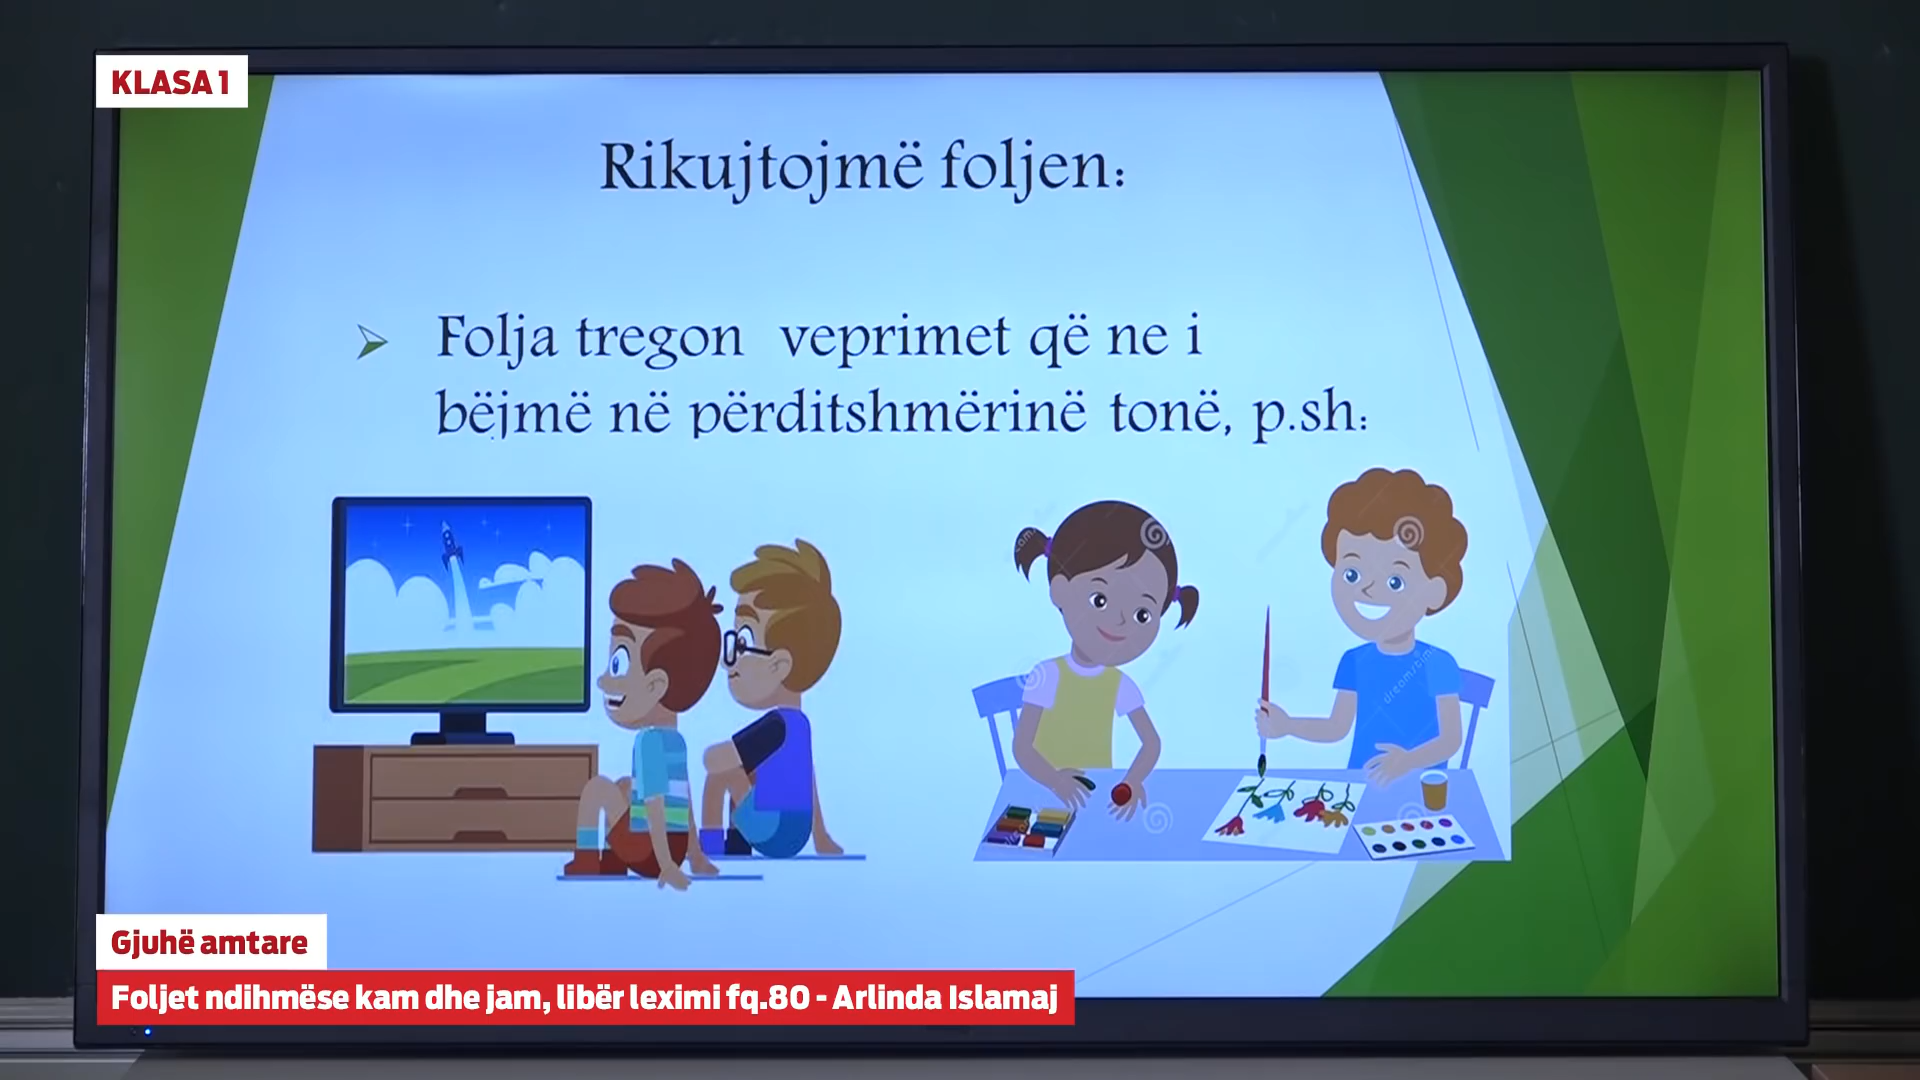 KLASA 1
Rikujtojmë foljen:
Folja tregon veprimet që ne i
bëjmë në përditshmërinë tonë, p.sh:
Gjuhë amtare
Foljet ndihmëse kam dhe jam, libër leximi fq.80 - Arlinda Islamaj